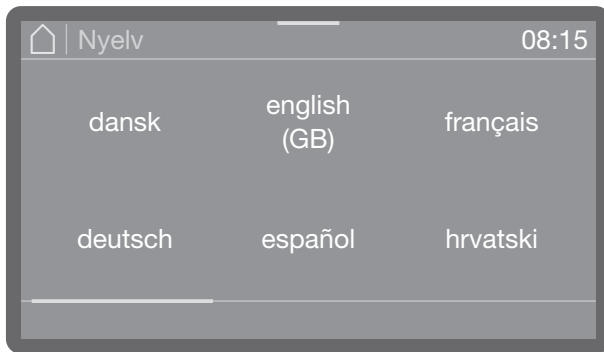 Nyelv 08:15
dansk
english
(GB)
français
deutsch español hrvatski